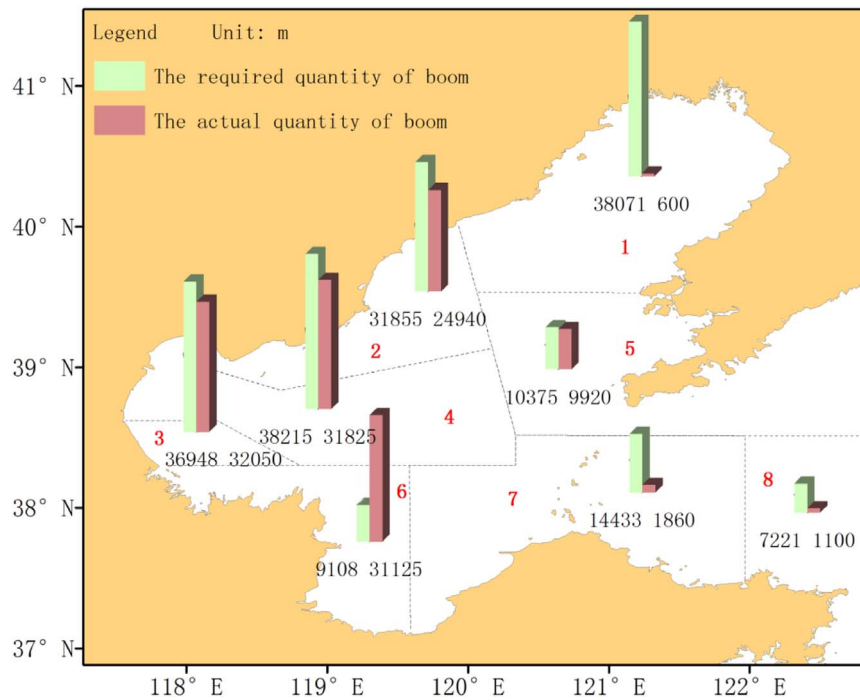 Legend Unit: m
The required quantity of boom
The actual quantity of boom
41° N
40° N
39° N
38° N
37° N
38071 600
1
31855 24940
2
5
10375 9920
38215 31825
4
3
36948 32050
6
7
8
14433 1860
7221 1100
9108 31125
118° E 119° E 120° E 121° E 122° E